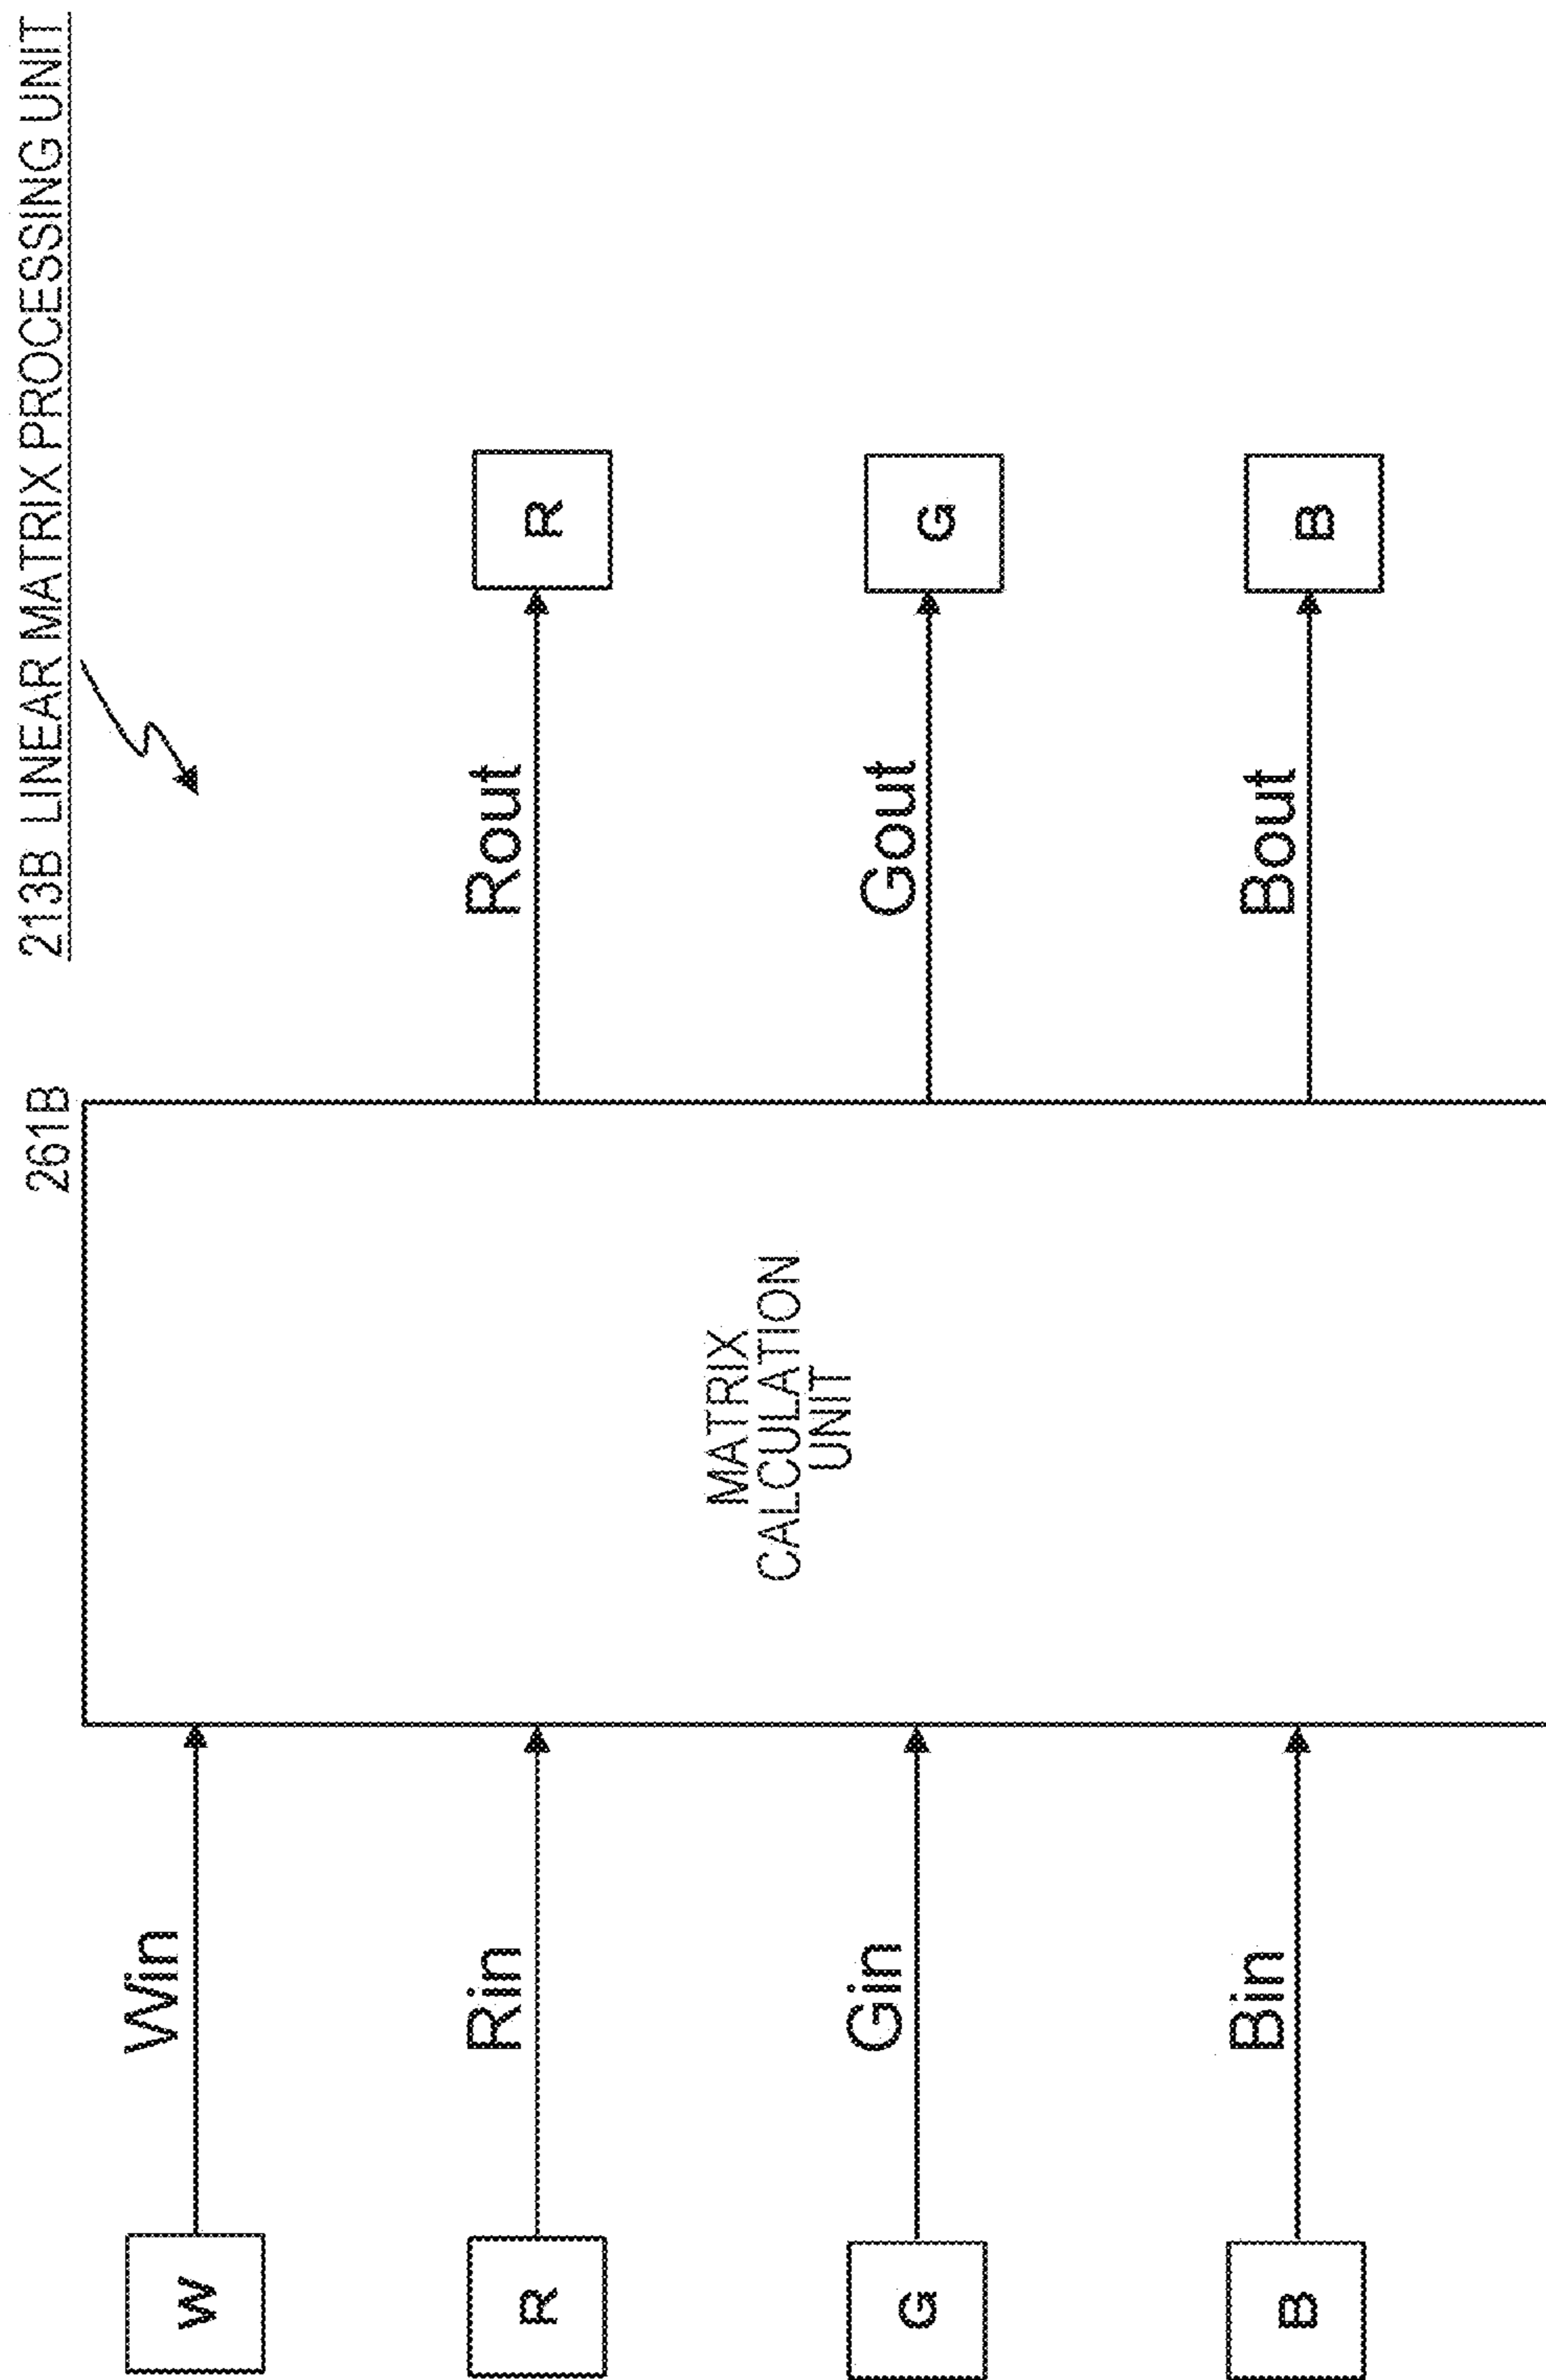 213B LINEAR MATRIX PROCESSING UNIT
261B
W
Win
R
Rin
G
Gin
B
Bin
MATRIX
CALCULATION
UNIT
Rout
R
Gout
G
Bout
B